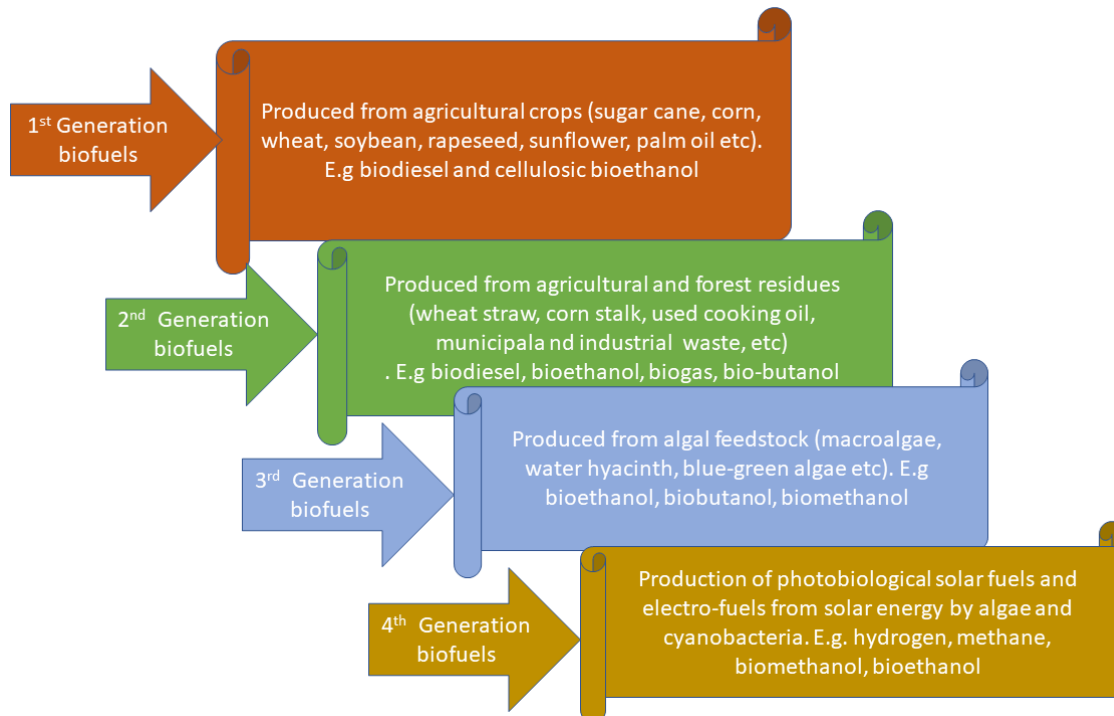 1st Generation
biofuels
Produced from agricultural crops (sugar cane, corn,
wheat, soybean, rapeseed, sunflower, palm oil etc).
E.g biodiesel and cellulosic bioethanol
2nd Generation
biofuels
Produced from agricultural and forest residues
(wheat straw, corn stalk, used cooking oil,
municipala nd industrial waste, etc)
. E.g biodiesel, bioethanol, biogas, bio-butanol
3rd Generation
biofuels
Produced from algal feedstock (macroalgae,
water hyacinth, blue-green algae etc). E.g
bioethanol, biobutanol, biomethanol
4th Generation
biofuels
Production of photobiological solar fuels and
electro-fuels from solar energy by algae and
cyanobacteria. E.g. hydrogen, methane,
biomethanol, bioethanol